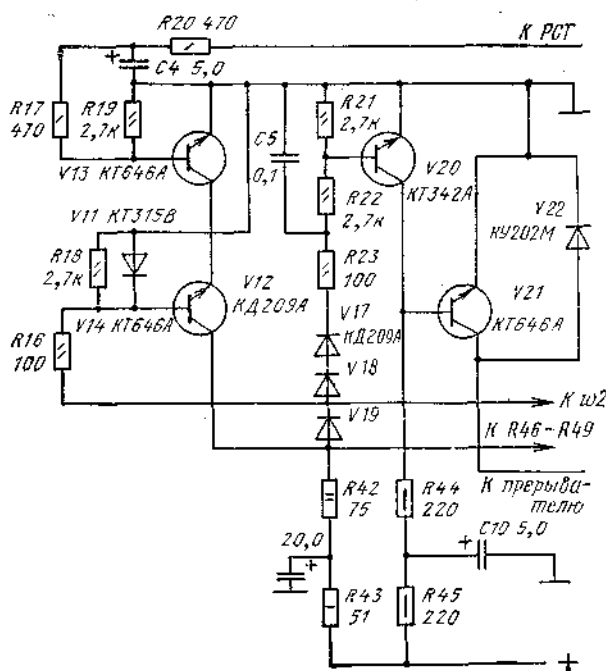 R20 470
К РСТ
+
C4 5,0
R17
470
R19
2,7к
V13 КТ646А
C5
0,1
R21
2,7к
V20
КТ342А
R22
2,7к
V22
КУ202М
V11 КТ315В
R18
2,7к
V12
КД209А
R23
100
V17
КД209А
V21
КТ646А
V14 КТ646А
R16
100
V18
К w2
V19
К R46-R49
R42
75
R44
220
К прерыва-
телю
C10 5,0
+
20,0
+
R43
51
R45
220
+